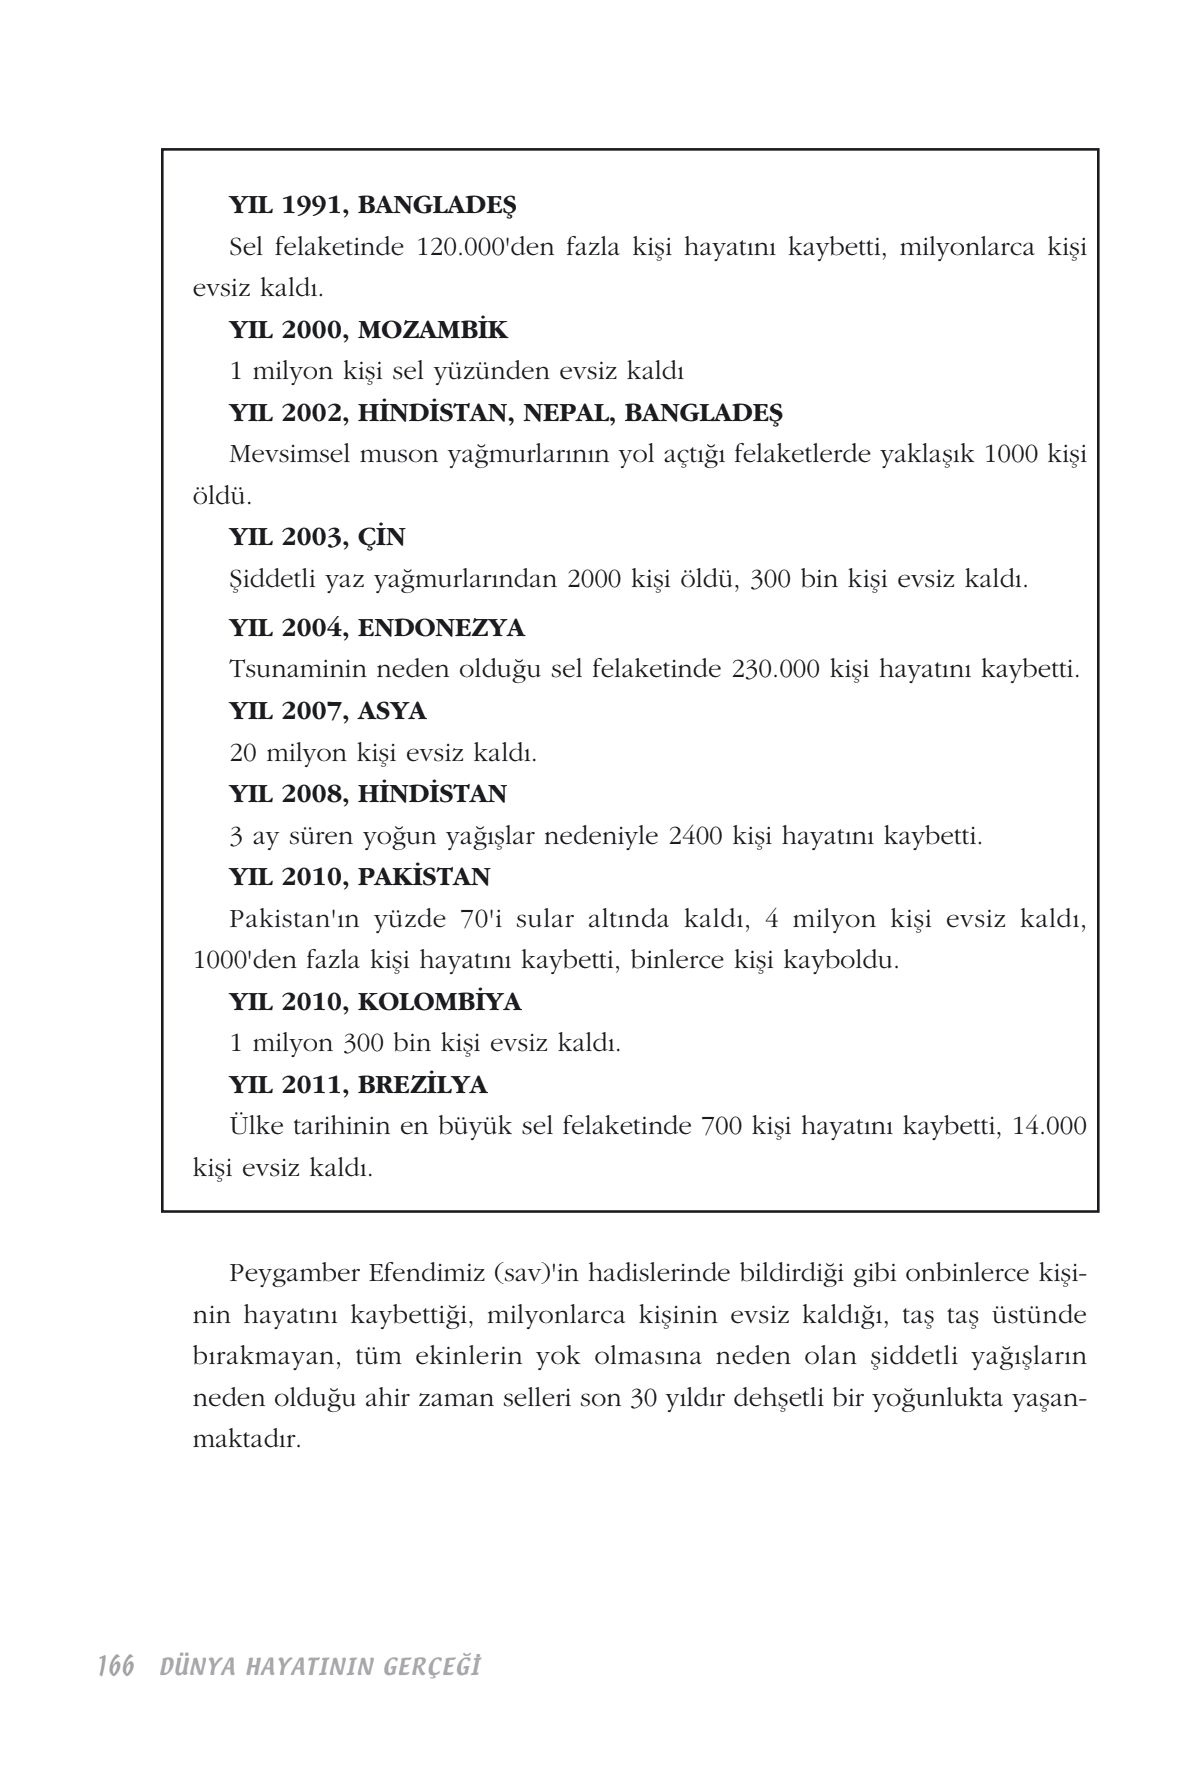 YIL 1991, BANGLADEŞ
Sel felaketinde 120.000'den fazla kişi hayatını kaybetti, milyonlarca kişi
evsiz kaldı.
YIL 2000, MOZAMBİK
1 milyon kişi sel yüzünden evsiz kaldı
YIL 2002, HİNDİSTAN, NEPAL, BANGLADEŞ
Mevsimsel muson yağmurlarının yol açtığı felaketlerde yaklaşık 1000 kişi
öldü.
YIL 2003, ÇİN
Şiddetli yaz yağmurlarından 2000 kişi öldü, 300 bin kişi evsiz kaldı.
YIL 2004, ENDONEZYA
Tsunaminin neden olduğu sel felaketinde 230.000 kişi hayatını kaybetti.
YIL 2007, ASYA
20 milyon kişi evsiz kaldı.
YIL 2008, HİNDİSTAN
3 ay süren yoğun yağışlar nedeniyle 2400 kişi hayatını kaybetti.
YIL 2010, PAKİSTAN
Pakistan'ın yüzde 70'i sular altında kaldı, 4 milyon kişi evsiz kaldı,
1000'den fazla kişi hayatını kaybetti, binlerce kişi kayboldu.
YIL 2010, KOLOMBİYA
1 milyon 300 bin kişi evsiz kaldı.
YIL 2011, BREZİLYA
Ülke tarihinin en büyük sel felaketinde 700 kişi hayatını kaybetti, 14.000
kişi evsiz kaldı.
Peygamber Efendimiz (sav)'in hadislerinde bildirdiği gibi onbinlerce kişi-
nin hayatını kaybettiği, milyonlarca kişinin evsiz kaldığı, taş taş üstünde
bırakmayan, tüm ekinlerin yok olmasına neden olan şiddetli yağışların
neden olduğu ahir zaman selleri son 30 yıldır dehşetli bir yoğunlukta yaşan-
maktadır.
166 DÜNYA HAYATININ GERÇEĞİ